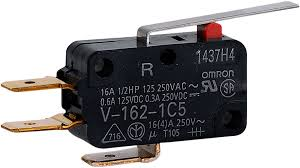 1437H4
R
omron
16A 1/2HP 125 250VAC
0.6A 125VDC 0.3A 250VDC
V-162-1C5
16(4)A 250V~
716 μ T105